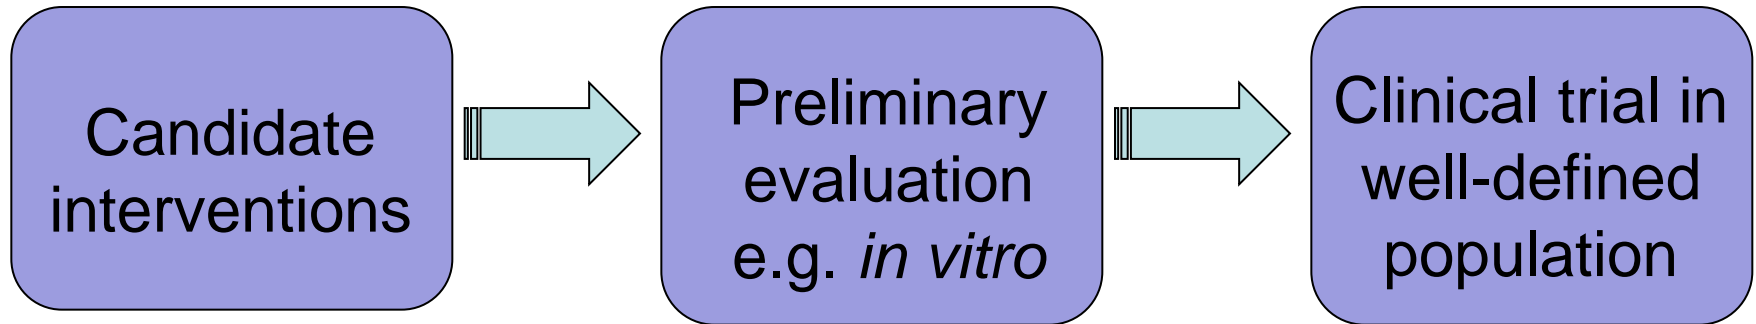 Candidate
interventions
Preliminary
evaluation
e.g. in vitro
Clinical trial in
well-defined
population